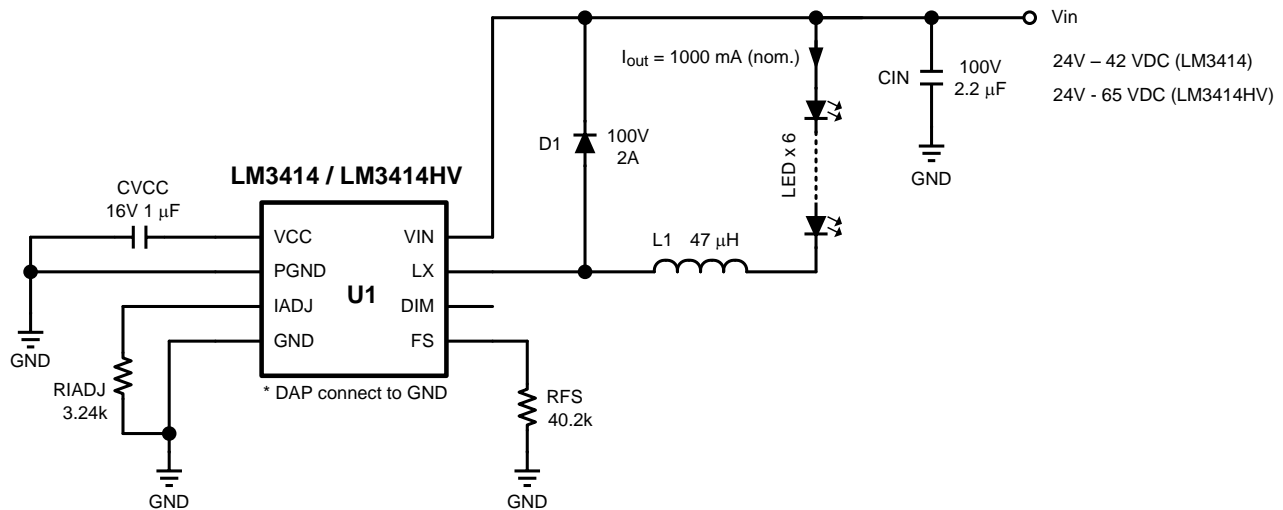 Vin
I_out = 1000 mA (nom.)
24V – 42 VDC (LM3414)
24V - 65 VDC (LM3414HV)
CIN
100V
2.2 μF
GND
D1
100V
2A
LED x 6
LM3414 / LM3414HV
CVCC
16V 1 μF
VCC
VIN
L1 47 μH
PGND
LX
U1
IADJ
DIM
GND
FS
GND
* DAP connect to GND
RIADJ
3.24k
RFS
40.2k
GND
GND